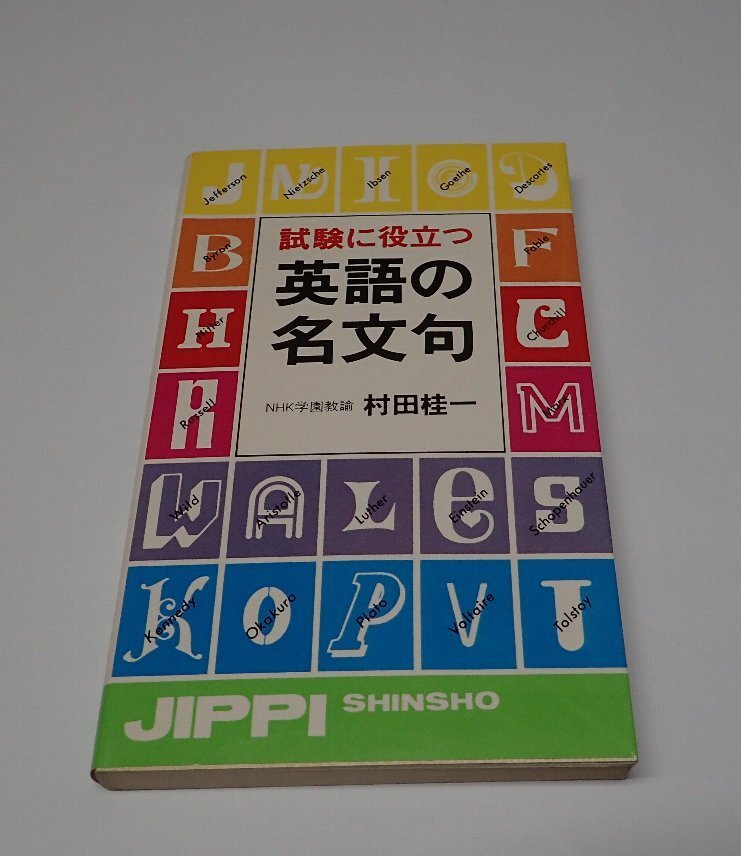 J N I G D
Jefferson Nietzsche Ibsen Goethe Descartes
試験に役立つ
英語の
名文句
NHK学園教諭 村田桂一
B F
Byron Fable
H C
Hitler Churchill
R M
Russell
W A L E S
Wild Aristotle Luther Einstein Schopenhauer
K O P V T
Kennedy Okakura Plato Voltaire Tolstoy
JIPPI SHINSHO